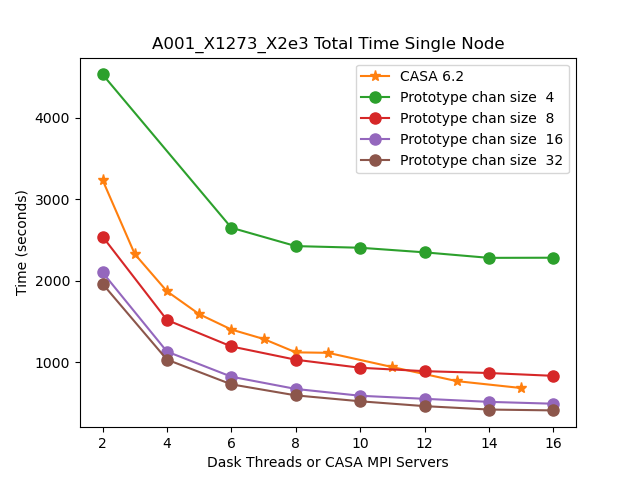 A001_X1273_X2e3 Total Time Single Node
CASA 6.2
Prototype chan size  4
Prototype chan size  8
Prototype chan size  16
Prototype chan size  32
Time (seconds)
4000
3000
2000
1000
2 4 6 8 10 12 14 16
Dask Threads or CASA MPI Servers